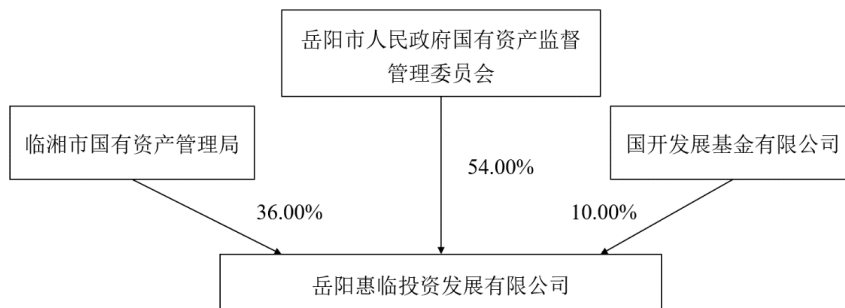 岳阳市人民政府国有资产监督
管理委员会
临湘市国有资产管理局
国开发展基金有限公司
54.00%
36.00%
10.00%
岳阳惠临投资发展有限公司